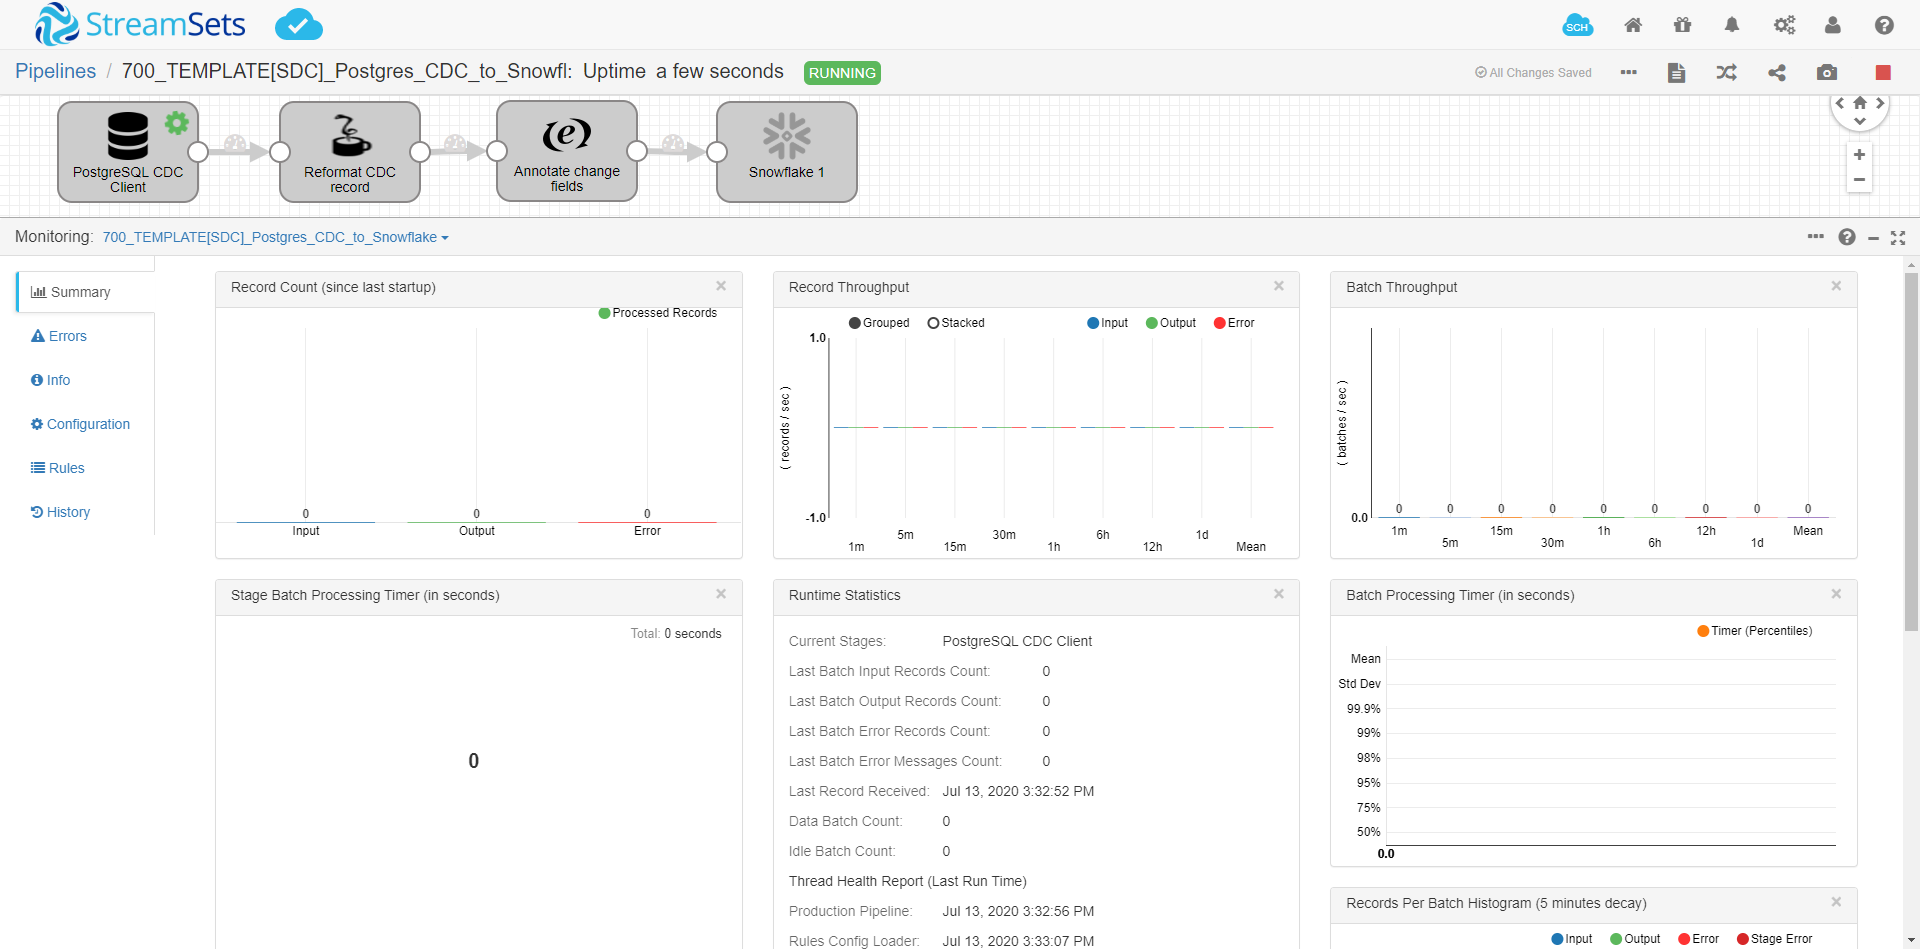 StreamSets
SCH
Pipelines / 700_TEMPLATE[SDC]_Postgres_CDC_to_Snowfl: Uptime a few seconds RUNNING
All Changes Saved
PostgreSQL CDC
Client
Reformat CDC
record
Annotate change
fields
Snowflake 1
Monitoring: 700_TEMPLATE[SDC]_Postgres_CDC_to_Snowflake
Summary
Errors
Info
Configuration
Rules
History
Record Count (since last startup)
Processed Records
0 0 0
Input Output Error
Record Throughput
Grouped Stacked Input Output Error
1.0
( records / sec )
-1.0
1m 5m 15m 30m 1h 6h 12h 1d Mean
Batch Throughput
( batches / sec )
0 0 0 0 0 0 0 0 0
0.0
1m 5m 15m 30m 1h 6h 12h 1d Mean
Stage Batch Processing Timer (in seconds)
Total: 0 seconds
0
Runtime Statistics
Current Stages: PostgreSQL CDC Client
Last Batch Input Records Count: 0
Last Batch Output Records Count: 0
Last Batch Error Records Count: 0
Last Batch Error Messages Count: 0
Last Record Received: Jul 13, 2020 3:32:52 PM
Data Batch Count: 0
Idle Batch Count: 0
Thread Health Report (Last Run Time)
Production Pipeline: Jul 13, 2020 3:32:56 PM
Rules Config Loader: Jul 13, 2020 3:33:07 PM
Batch Processing Timer (in seconds)
Timer (Percentiles)
Mean
Std Dev
99.9%
99%
98%
95%
75%
50%
0.0
Records Per Batch Histogram (5 minutes decay)
Input Output Error Stage Error